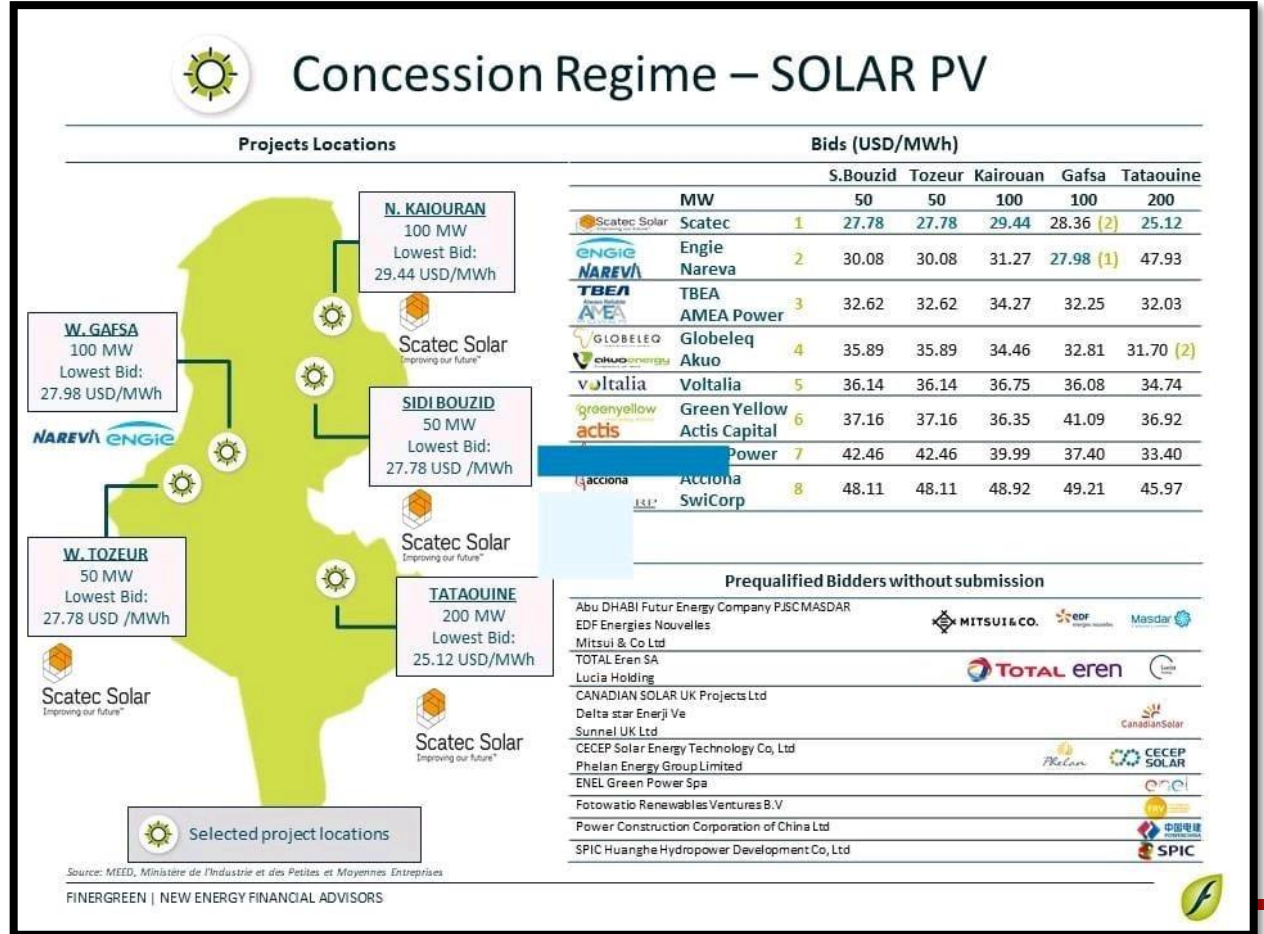 Concession Regime – SOLAR PV
Projects Locations
N. KAIOURAN
100 MW
Lowest Bid:
29.44 USD/MWh
Scatec Solar
Improving our future™
W. GAFSA
100 MW
Lowest Bid:
27.98 USD/MWh
NAREVA ENGIE
SIDI BOUZID
50 MW
Lowest Bid:
27.78 USD /MWh
Scatec Solar
Improving our future™
W. TOZEUR
50 MW
Lowest Bid:
27.78 USD /MWh
Scatec Solar
Improving our future™
TATAOUINE
200 MW
Lowest Bid:
25.12 USD/MWh
Scatec Solar
Improving our future™
Selected project locations
Bids (USD/MWh)
S.Bouzid Tozeur Kairouan Gafsa Tataouine
MW 50 50 100 100 200
Scatec Solar Scatec 1 27.78 27.78 29.44 28.36 (2) 25.12
ENGIE NAREVA Engie
Nareva 2 30.08 30.08 31.27 27.98 (1) 47.93
TBEA AMEA TBEA
AMEA Power 3 32.62 32.62 34.27 32.25 32.03
GLOBELEQ akuoenergy Globeleq
Akuo 4 35.89 35.89 34.46 32.81 31.70 (2)
voltalia Voltalia 5 36.14 36.14 36.75 36.08 34.74
greenyellow actis Green Yellow
Actis Capital 6 37.16 37.16 36.35 41.09 36.92
Power 7 42.46 42.46 39.99 37.40 33.40
acciona Acciona
SwiCorp 8 48.11 48.11 48.92 49.21 45.97
Prequalified Bidders without submission
Abu DHABI Futur Energy Company PJSC MASDAR
EDF Energies Nouvelles
Mitsui & Co Ltd
MITSUI & CO. EDF Masdar
TOTAL Eren SA
Lucia Holding
TOTAL eren
CANADIAN SOLAR UK Projects Ltd
Delta star Enerji Ve
Sunnel UK Ltd
CanadianSolar
CECEP Solar Energy Technology Co, Ltd
Phelan Energy Group Limited
Phelan CECEP SOLAR
ENEL Green Power Spa
enel
Fotowatio Renewables Ventures B.V
FRV
Power Construction Corporation of China Ltd
中国电建
POWERCHINA
SPIC Huanghe Hydropower Development Co, Ltd
SPIC
Source: MEED, Ministère de l'Industrie et des Petites et Moyennes Entreprises
FINERGREEN | NEW ENERGY FINANCIAL ADVISORS